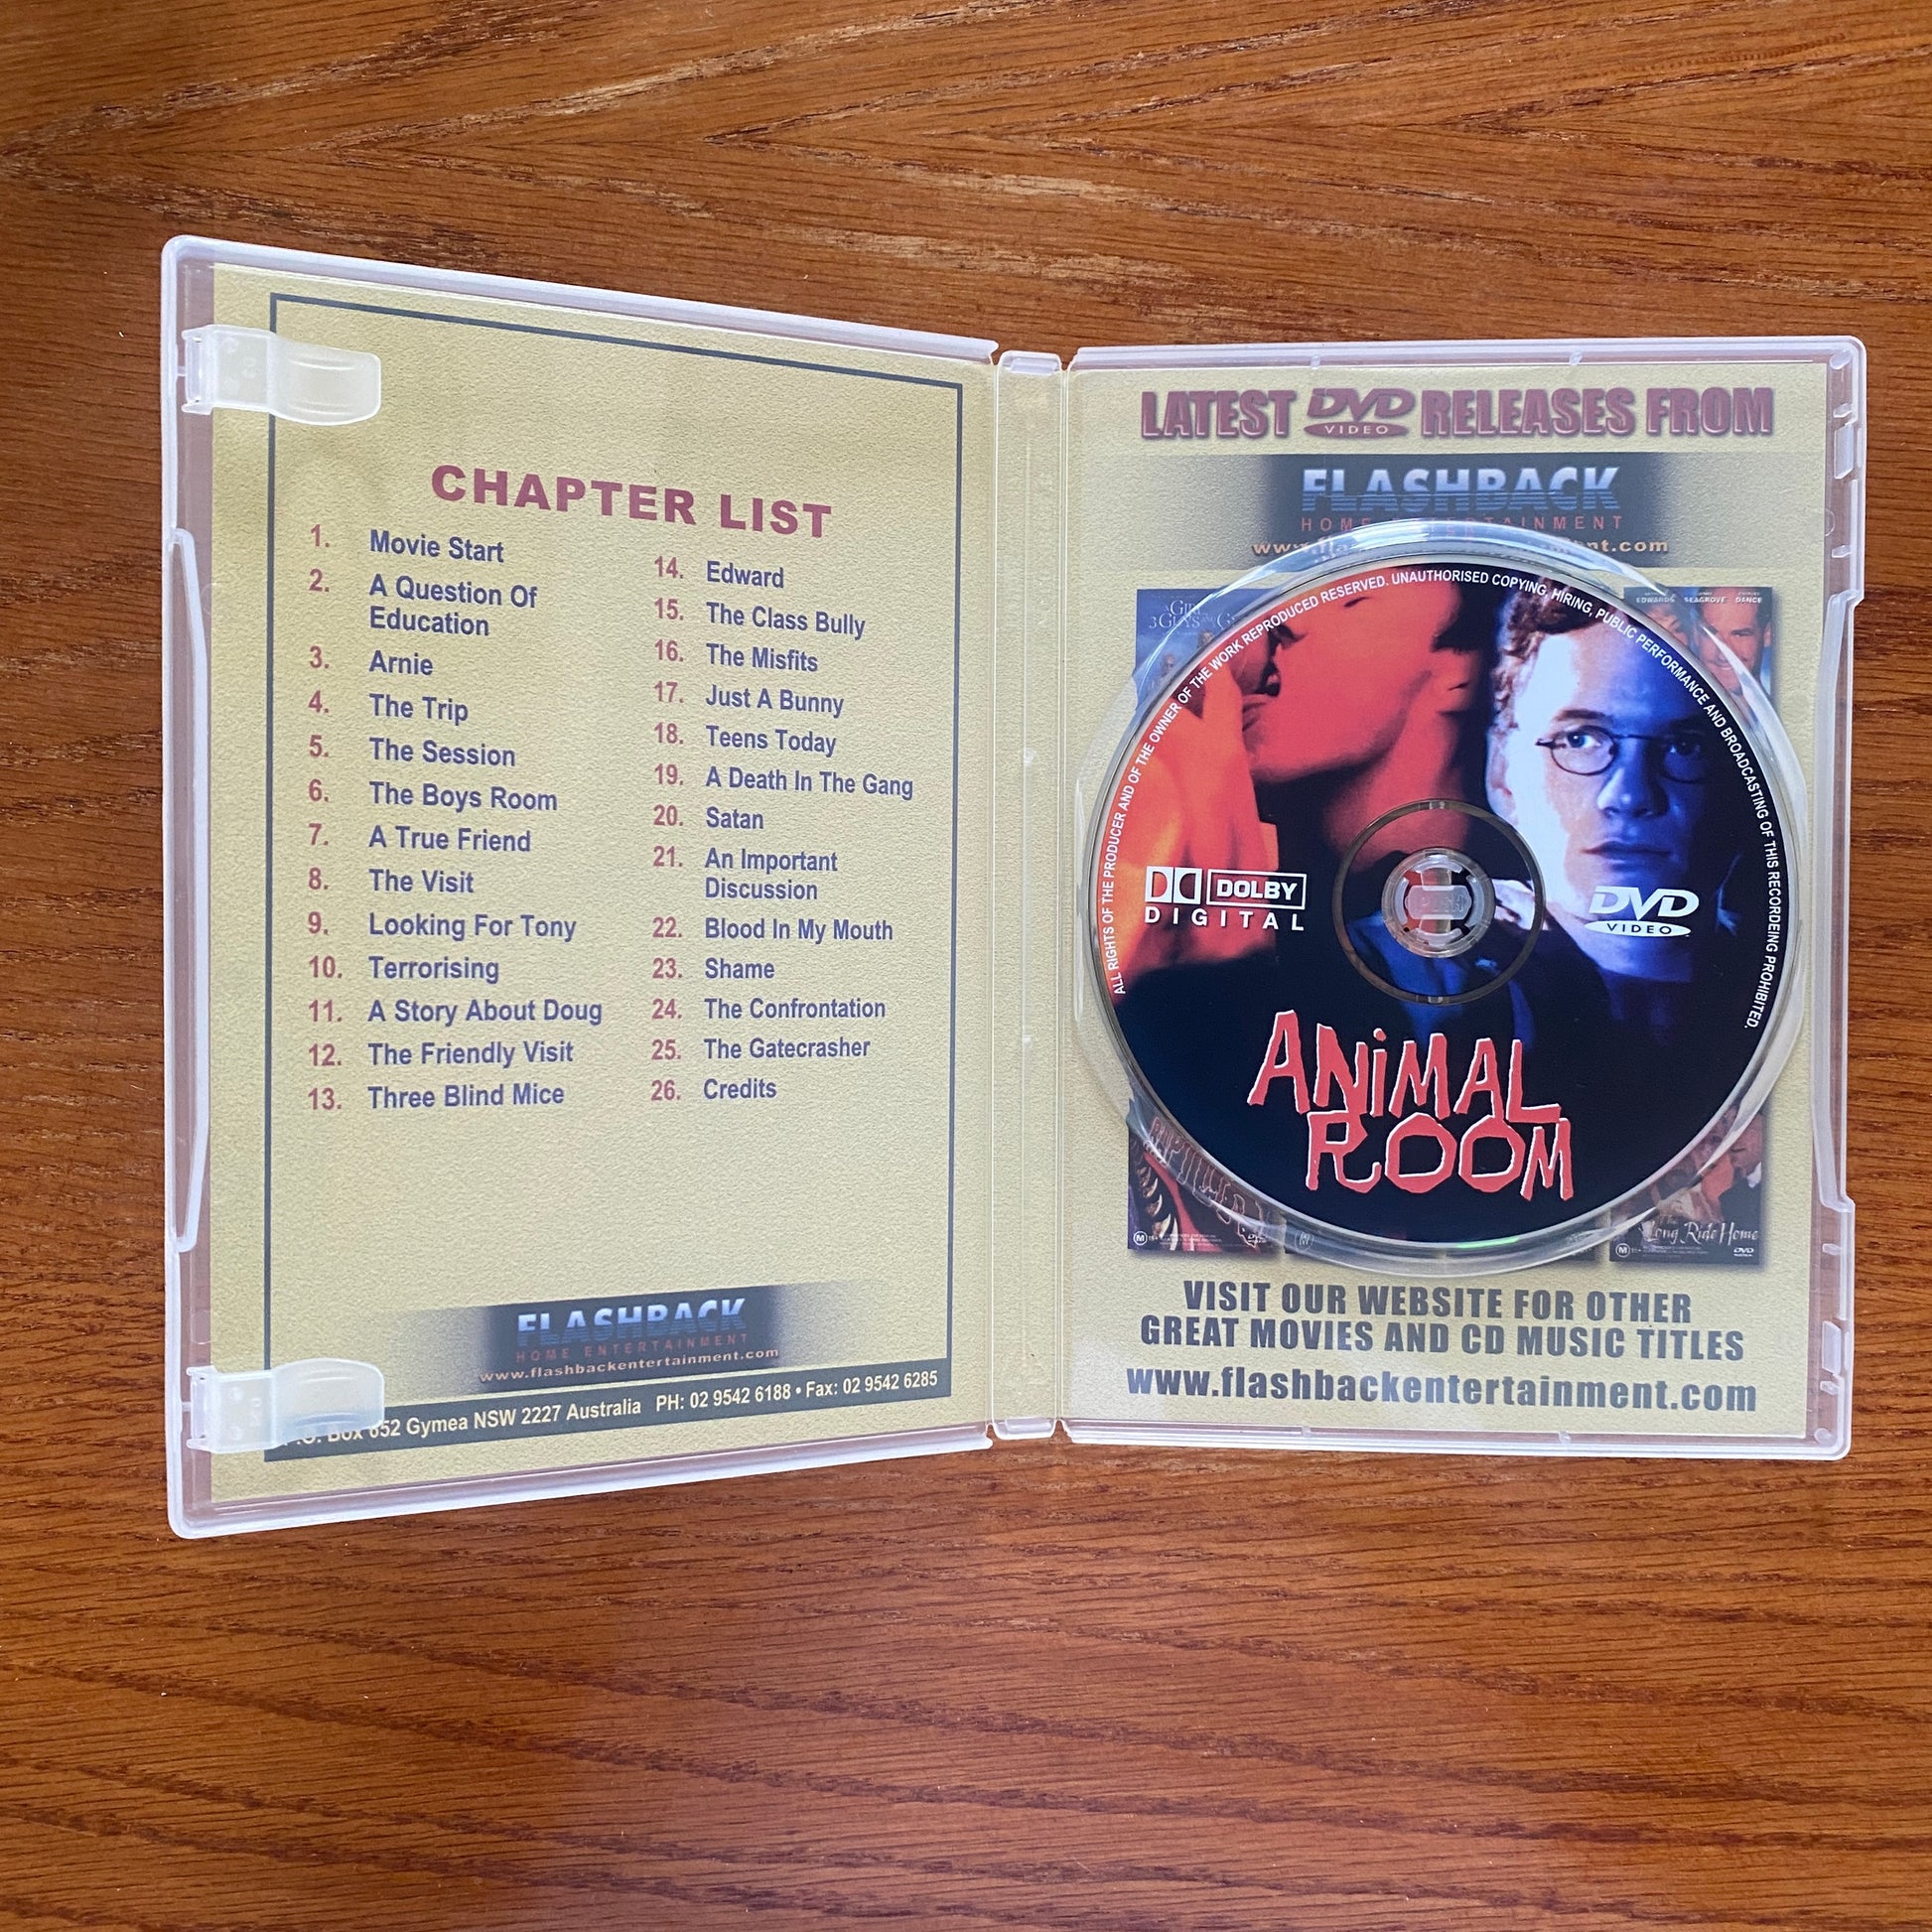 CHAPTER LIST
1. Movie Start
2. A Question Of
Education
3. Arnie
4. The Trip
5. The Session
6. The Boys Room
7. A True Friend
8. The Visit
9. Looking For Tony
10. Terrorising
11. A Story About Doug
12. The Friendly Visit
13. Three Blind Mice
14. Edward
15. The Class Bully
16. The Misfits
17. Just A Bunny
18. Teens Today
19. A Death In The Gang
20. Satan
21. An Important
Discussion
22. Blood In My Mouth
23. Shame
24. The Confrontation
25. The Gatecrasher
26. Credits
FLASHBACK
HOME ENTERTAINMENT
www.flashbackentertainment.com
P.O. Box 652 Gymea NSW 2227 Australia PH: 02 9542 6188 • Fax: 02 9542 6285
LATEST DVD VIDEO RELEASES FROM
FLASHBACK
HOME ENTERTAINMENT
EDWARDS SEAGROVE DANCE
ALL RIGHTS OF THE PRODUCER AND OF THE OWNER OF THE WORK REPRODUCED RESERVED. UNAUTHORISED COPYING, HIRING, PUBLIC PERFORMANCE AND BROADCASTING OF THIS RECORDEING PROHIBITED.
DOLBY
DIGITAL
DVD
VIDEO
ANiMAL
ROOM
Long Ride Home
VISIT OUR WEBSITE FOR OTHER
GREAT MOVIES AND CD MUSIC TITLES
www.flashbackentertainment.com